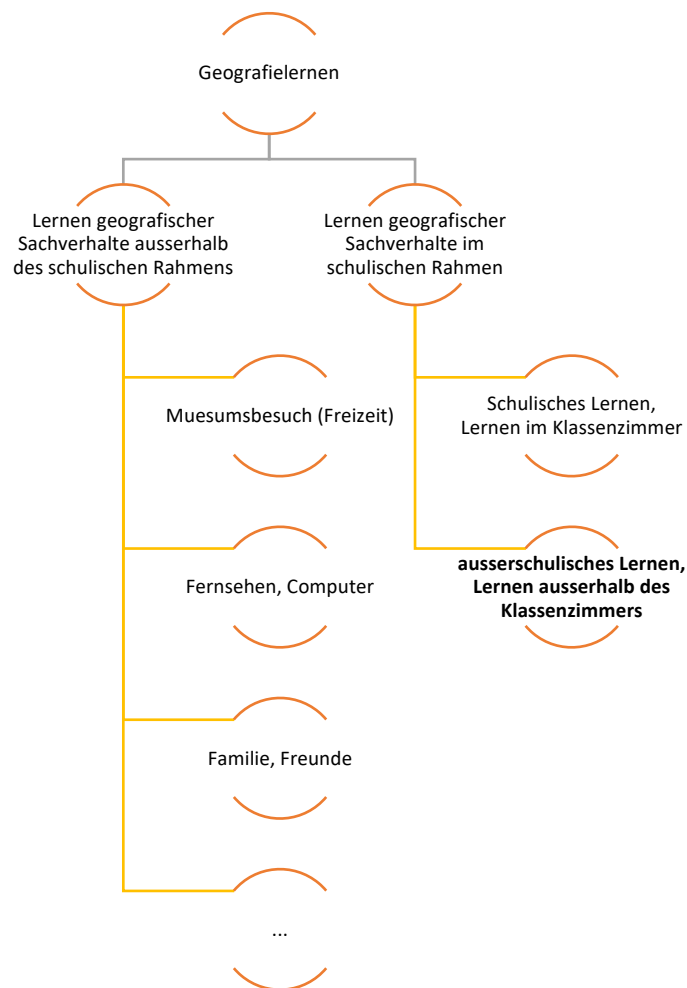 Geografielernen
Lernen geografischer
Sachverhalte ausserhalb
des schulischen Rahmens
Lernen geografischer
Sachverhalte im
schulischen Rahmen
Muesumsbesuch (Freizeit)
Fernsehen, Computer
Familie, Freunde
...
Schulisches Lernen,
Lernen im Klassenzimmer
ausserschulisches Lernen,
Lernen ausserhalb des
Klassenzimmers